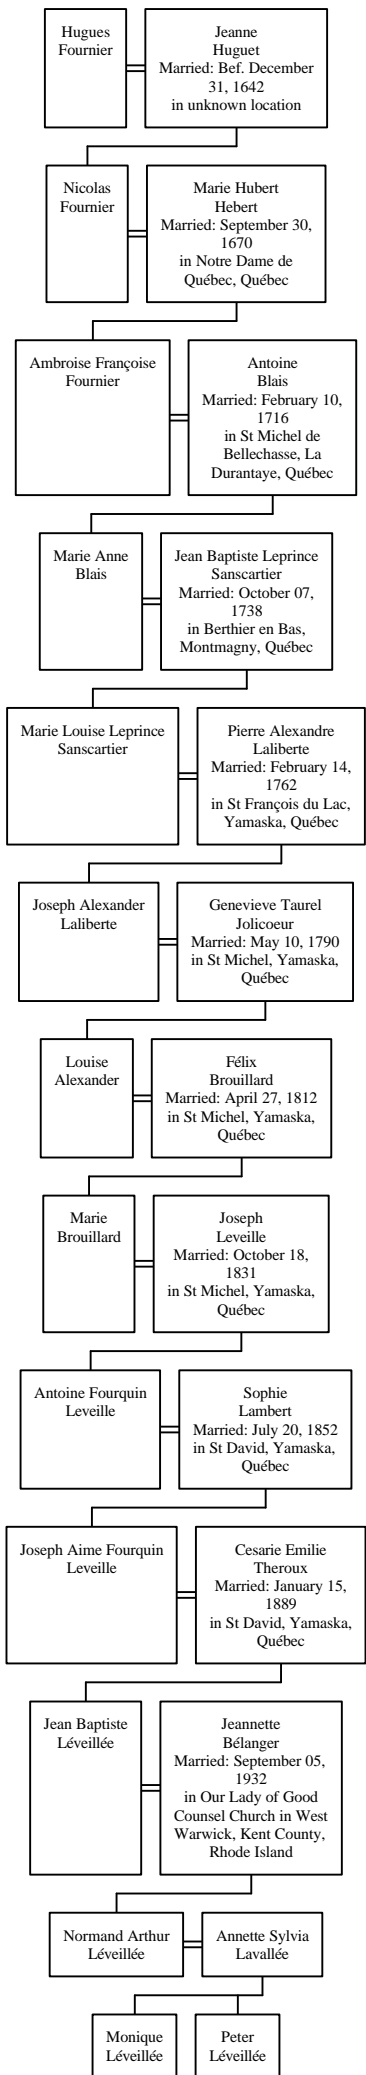 Hugues
Fournier
Jeanne
Huguet
Married: Bef. December
31, 1642
in unknown location
Nicolas
Fournier
Marie Hubert
Hebert
Married: September 30,
1670
in Notre Dame de
Québec, Québec
Ambroise Françoise
Fournier
Antoine
Blais
Married: February 10,
1716
in St Michel de
Bellechasse, La
Durantaye, Québec
Marie Anne
Blais
Jean Baptiste Leprince
Sanscartier
Married: October 07,
1738
in Berthier en Bas,
Montmagny, Québec
Marie Louise Leprince
Sanscartier
Pierre Alexandre
Laliberte
Married: February 14,
1762
in St François du Lac,
Yamaska, Québec
Joseph Alexander
Laliberte
Genevieve Taurel
Jolicoeur
Married: May 10, 1790
in St Michel, Yamaska,
Québec
Louise
Alexander
Félix
Brouillard
Married: April 27, 1812
in St Michel, Yamaska,
Québec
Marie
Brouillard
Joseph
Leveille
Married: October 18,
1831
in St Michel, Yamaska,
Québec
Antoine Fourquin
Leveille
Sophie
Lambert
Married: July 20, 1852
in St David, Yamaska,
Québec
Joseph Aime Fourquin
Leveille
Cesarie Emilie
Theroux
Married: January 15,
1889
in St David, Yamaska,
Québec
Jean Baptiste
Léveillée
Jeannette
Bélanger
Married: September 05,
1932
in Our Lady of Good
Counsel Church in West
Warwick, Kent County,
Rhode Island
Normand Arthur
Léveillée
Annette Sylvia
Lavallée
Monique
Léveillée
Peter
Léveillée